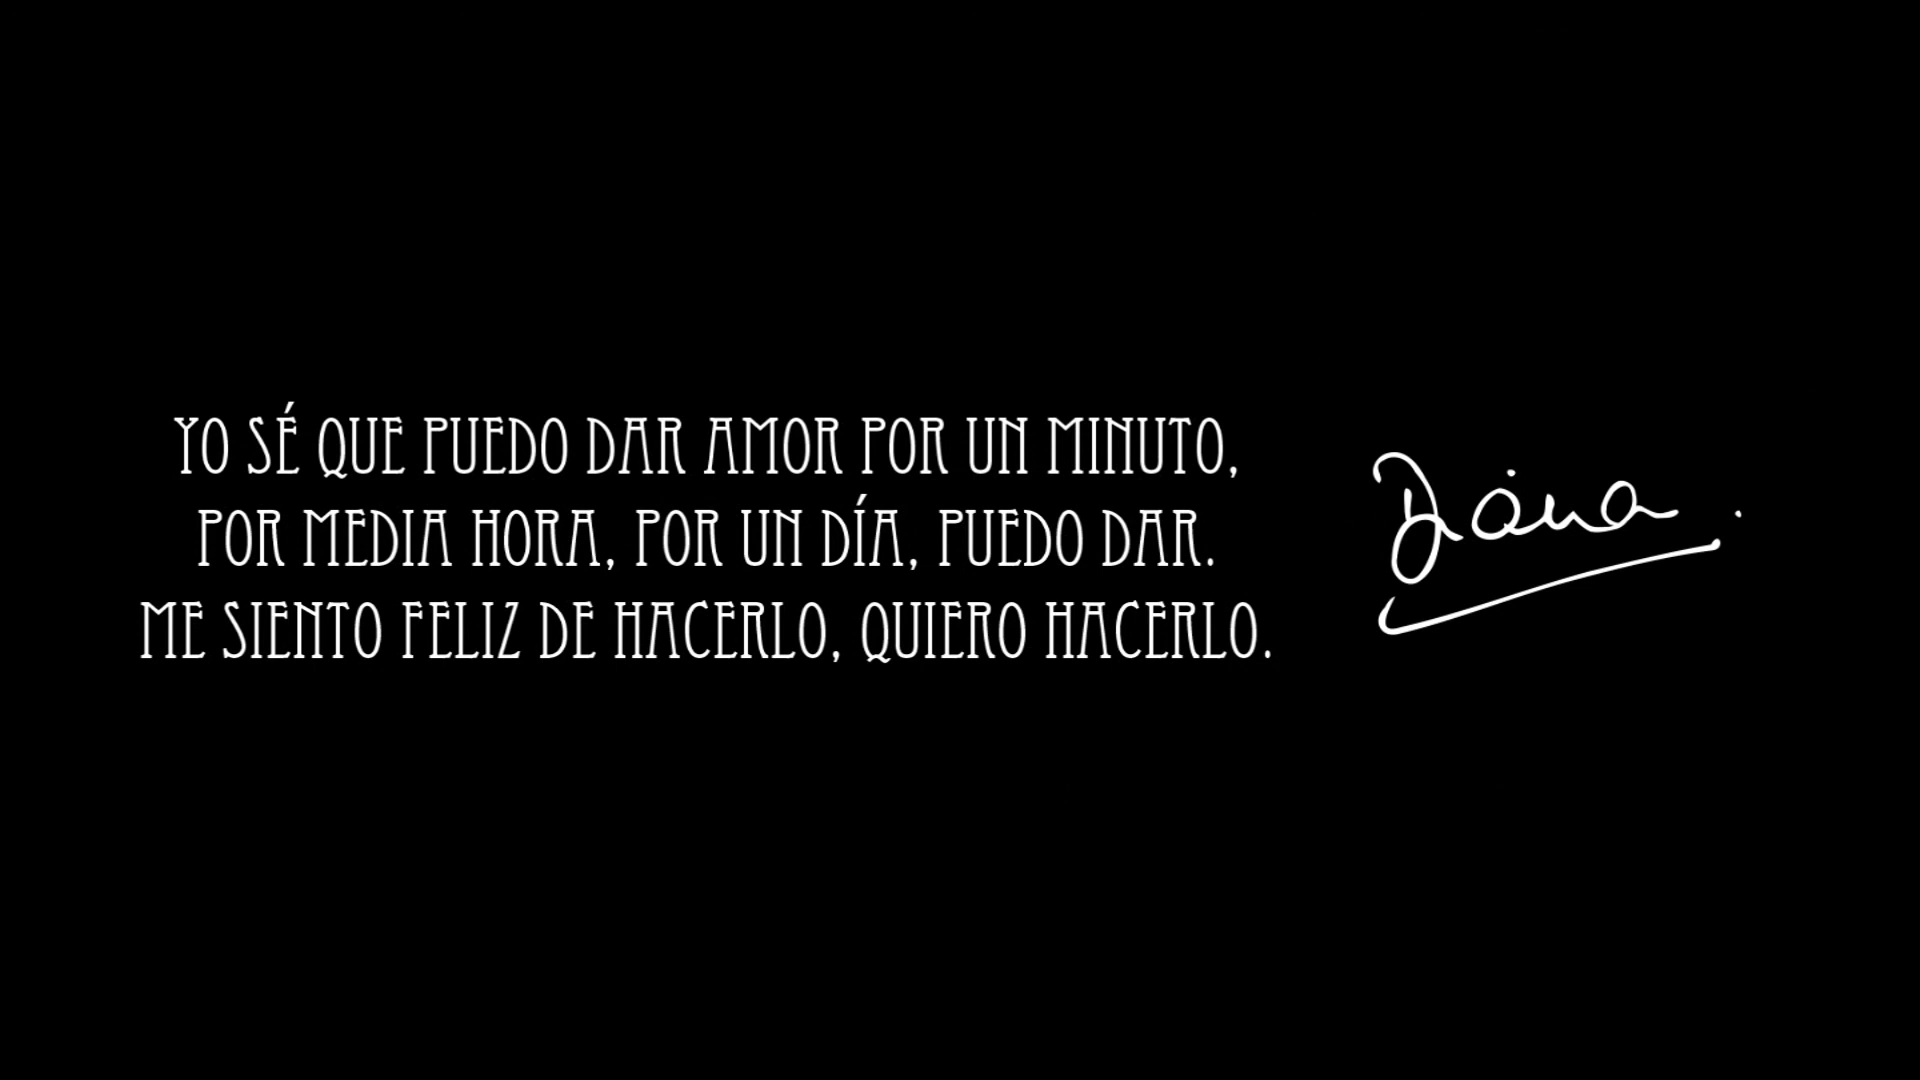 YO SÉ QUE PUEDO DAR AMOR POR UN MINUTO,
POR MEDIA HORA, POR UN DÍA, PUEDO DAR.
ME SIENTO FELIZ DE HACERLO, QUIERO HACERLO.
Diana.